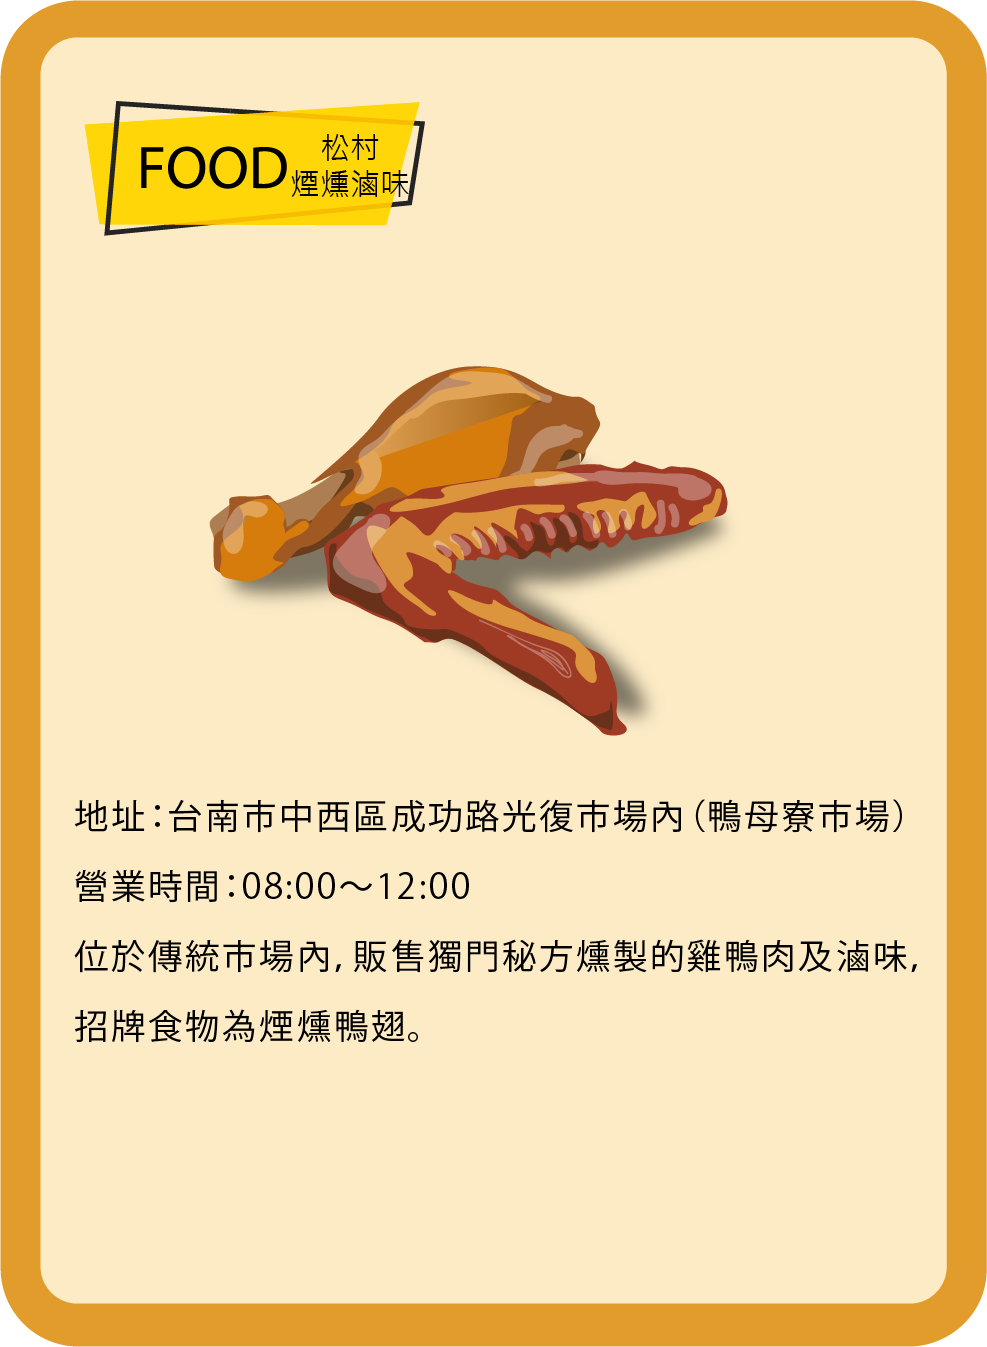 FOOD 松村
煙燻滷味
地址：台南市中西區成功路光復市場內（鴨母寮市場）
營業時間：08:00～12:00
位於傳統市場內，販售獨門秘方燻製的雞鴨肉及滷味，
招牌食物為煙燻鴨翅。